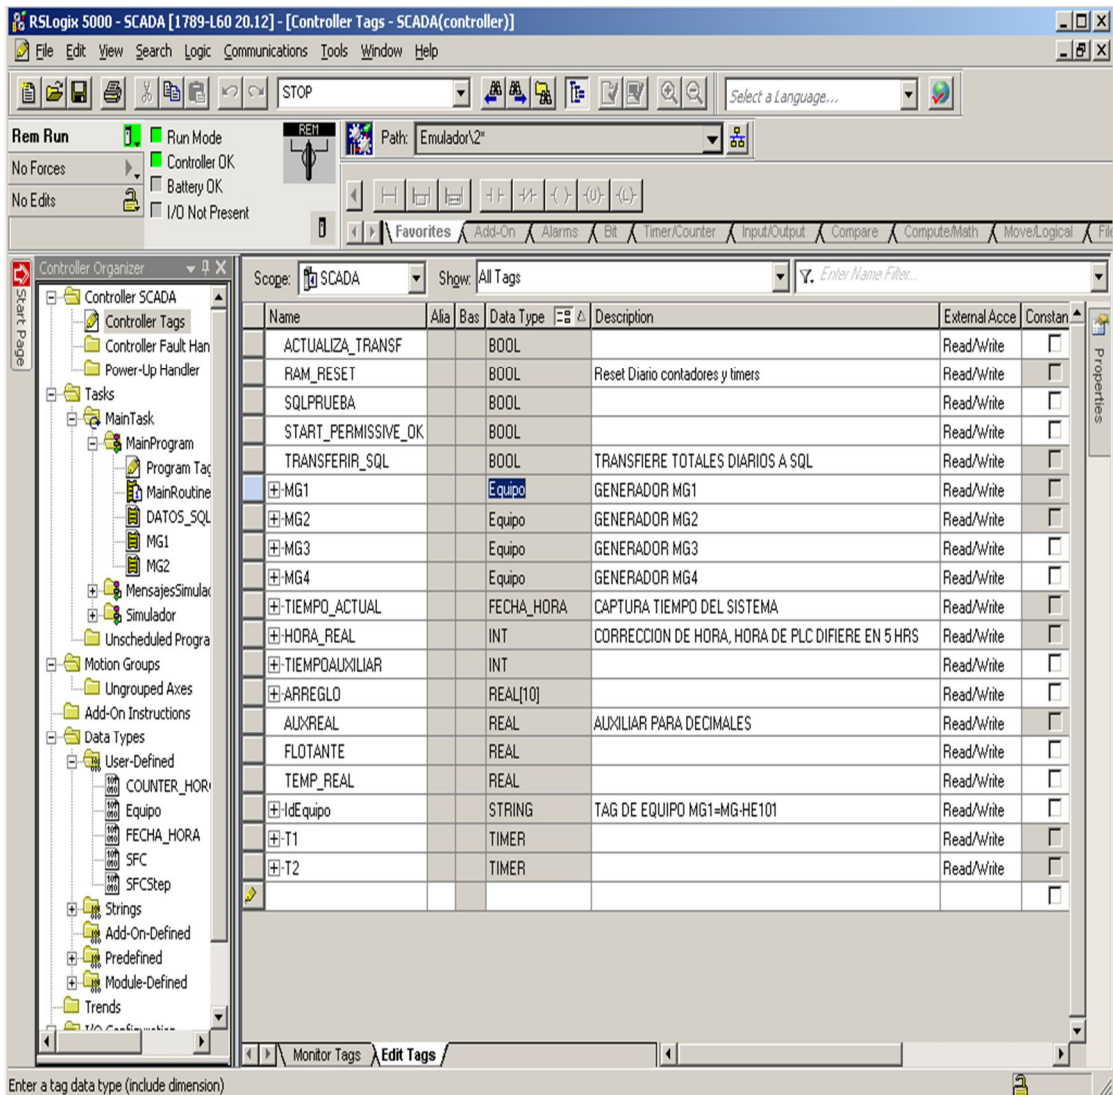 RSLogix 5000 - SCADA [1789-L60 20.12] - [Controller Tags - SCADA(controller)]
File Edit View Search Logic Communications Tools Window Help
STOP
Select a Language...
Rem Run
Run Mode
REM
Path: Emulador\2*
No Forces
Controller OK
Battery OK
No Edits
I/O Not Present
Favorites Add-On Alarms Bit Timer/Counter Input/Output Compare Compute/Math Move/Logical File
Start Page
Controller Organizer
Controller SCADA
Controller Tags
Controller Fault Han
Power-Up Handler
Tasks
MainTask
MainProgram
Program Tag
MainRoutine
DATOS_SQL
MG1
MG2
MensajesSimulad
Simulador
Unscheduled Progra
Motion Groups
Ungrouped Axes
Add-On Instructions
Data Types
User-Defined
COUNTER_HOR
Equipo
FECHA_HORA
SFC
SFCStep
Strings
Add-On-Defined
Predefined
Module-Defined
Trends
I/O Configuration
Scope: SCADA Show: All Tags Enter Name Filter...
Name Alia Bas Data Type Description External Acce Constan
ACTUALIZA_TRANSF BOOL Read/Write
RAM_RESET BOOL Reset Diario contadores y timers Read/Write
SQLPRUEBA BOOL Read/Write
START_PERMISSIVE_OK BOOL Read/Write
TRANSFERIR_SQL BOOL TRANSFIERE TOTALES DIARIOS A SQL Read/Write
MG1 Equipo GENERADOR MG1 Read/Write
MG2 Equipo GENERADOR MG2 Read/Write
MG3 Equipo GENERADOR MG3 Read/Write
MG4 Equipo GENERADOR MG4 Read/Write
TIEMPO_ACTUAL FECHA_HORA CAPTURA TIEMPO DEL SISTEMA Read/Write
HORA_REAL INT CORRECCION DE HORA, HORA DE PLC DIFIERE EN 5 HRS Read/Write
TIEMPOAUXILIAR INT Read/Write
ARREGLO REAL[10] Read/Write
AUXREAL REAL AUXILIAR PARA DECIMALES Read/Write
FLOTANTE REAL Read/Write
TEMP_REAL REAL Read/Write
IdEquipo STRING TAG DE EQUIPO MG1=MG-HE101 Read/Write
T1 TIMER Read/Write
T2 TIMER Read/Write
Properties
Monitor Tags Edit Tags
Enter a tag data type (include dimension)